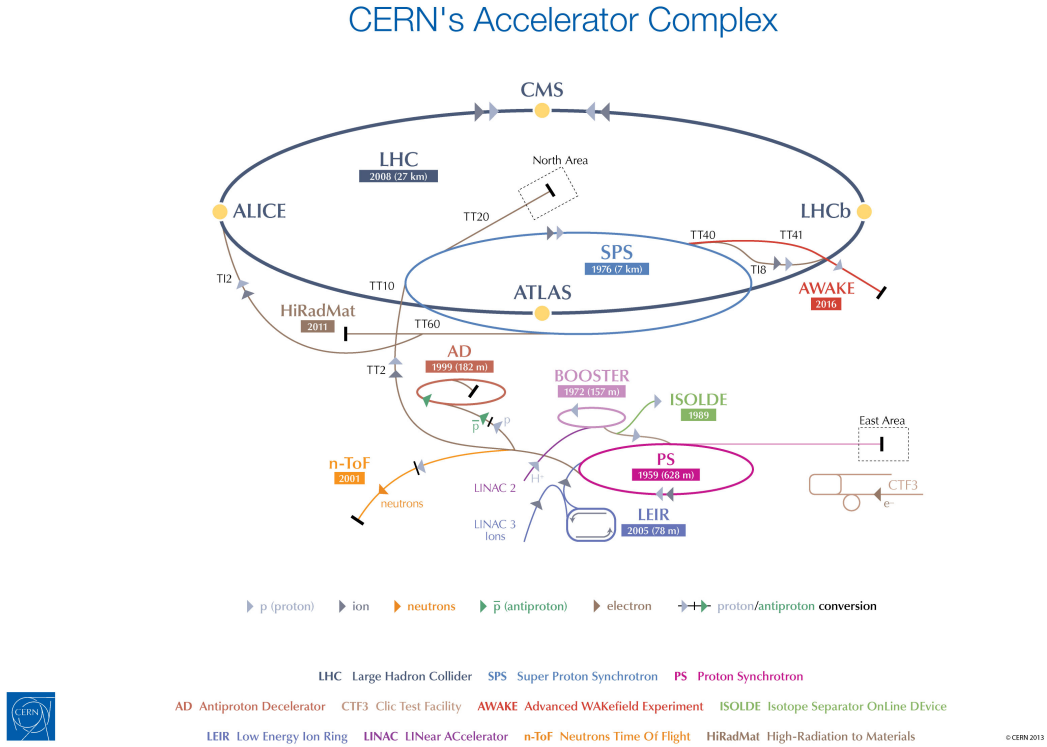 CERN's Accelerator Complex
CMS
LHC
2008 (27 km)
North Area
ALICE
LHCb
TT20
TT40
TT41
SPS
1976 (7 km)
TI8
TI2
TT10
ATLAS
AWAKE
2016
HiRadMat
2011
TT60
AD
1999 (182 m)
TT2
BOOSTER
1972 (157 m)
ISOLDE
1989
p
p̅
East Area
n-ToF
2001
PS
1959 (628 m)
H⁻
LINAC 2
neutrons
CTF3
e⁻
LEIR
2005 (78 m)
LINAC 3
Ions
p (proton) ion neutrons p̅ (antiproton) electron proton/antiproton conversion
LHC Large Hadron Collider SPS Super Proton Synchrotron PS Proton Synchrotron
AD Antiproton Decelerator CTF3 Clic Test Facility AWAKE Advanced WAKefield Experiment ISOLDE Isotope Separator OnLine DEvice
LEIR Low Energy Ion Ring LINAC LINear ACcelerator n-ToF Neutrons Time Of Flight HiRadMat High-Radiation to Materials
CERN
© CERN 2013